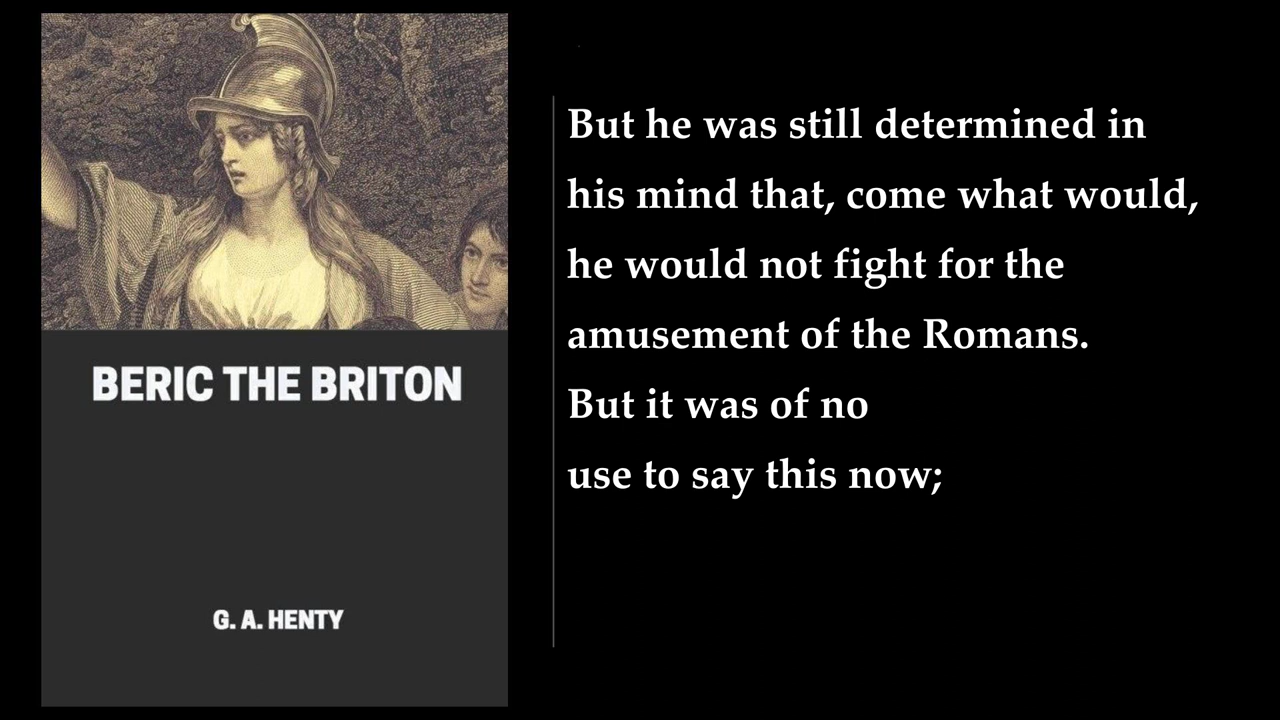 BERIC THE BRITON
G. A. HENTY
But he was still determined in
his mind that, come what would,
he would not fight for the
amusement of the Romans.
But it was of no
use to say this now;